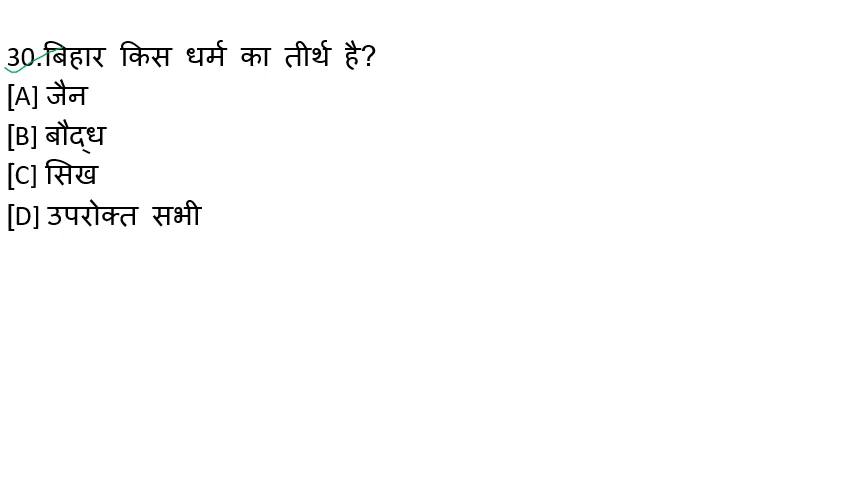 30.बिहार किस धर्म का तीर्थ है?
[A] जैन
[B] बौद्ध
[C] सिख
[D] उपरोक्त सभी